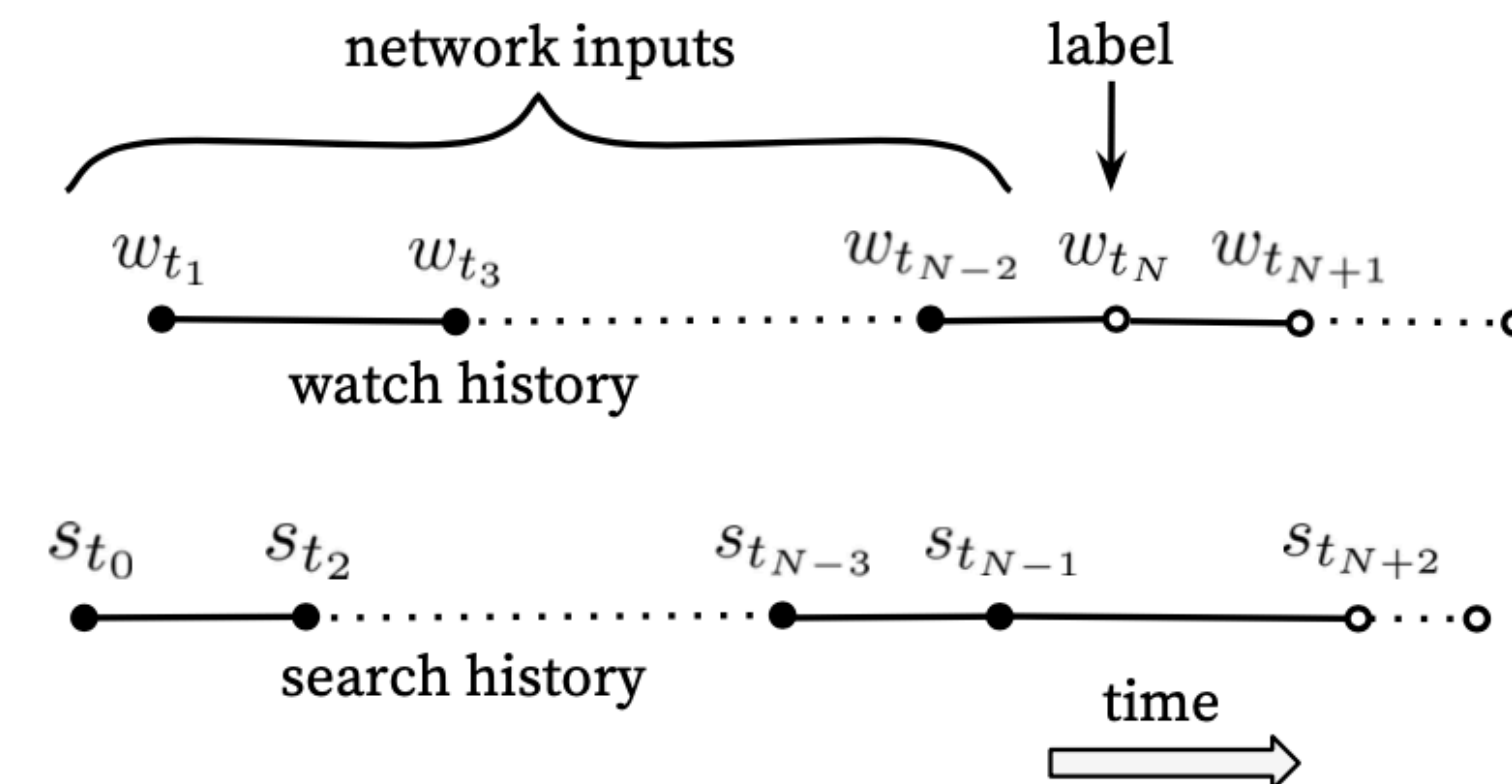 network inputs label
w_{t_1} w_{t_3} w_{t_{N-2}} w_{t_N} w_{t_{N+1}}
watch history
s_{t_0} s_{t_2} s_{t_{N-3}} s_{t_{N-1}} s_{t_{N+2}}
search history
time